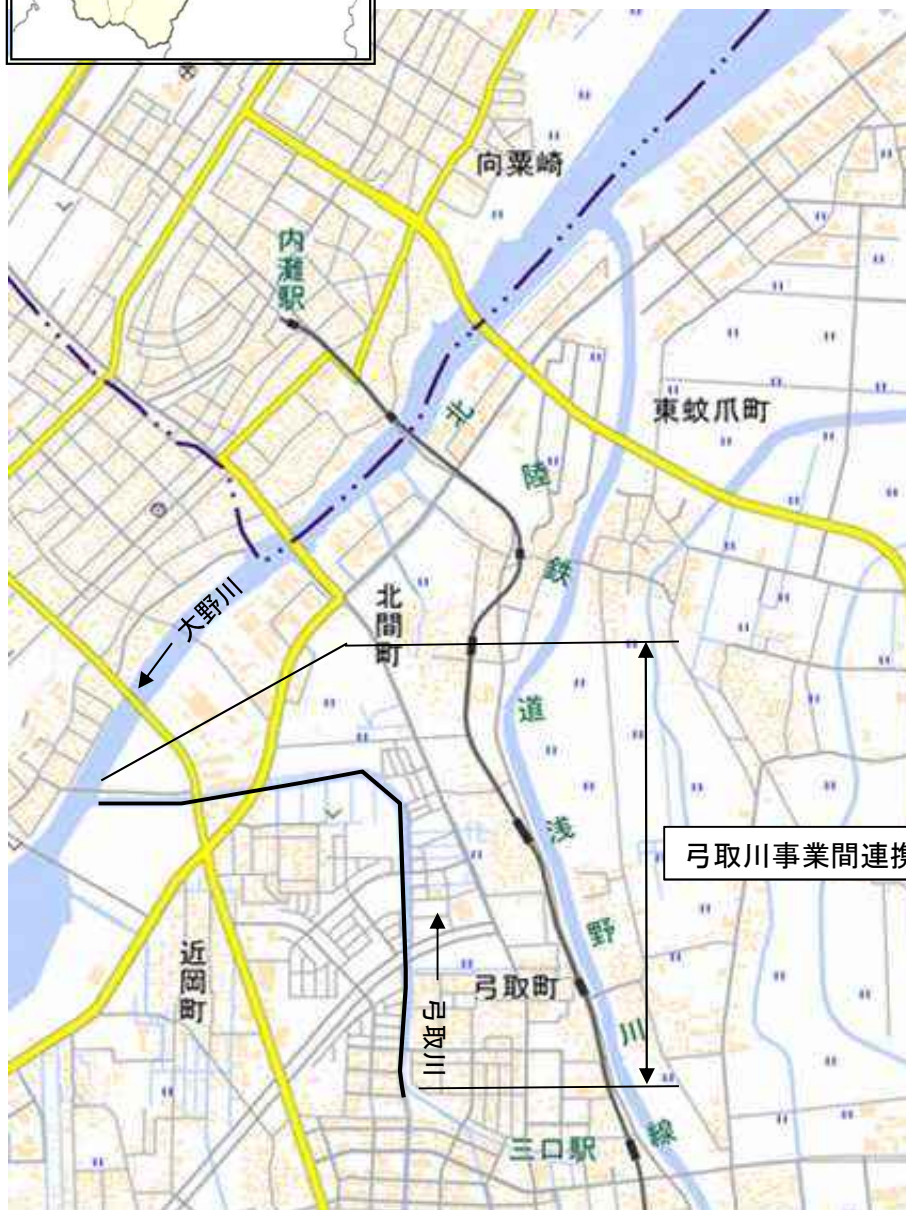 向粟崎
内灘駅
東蚊爪町
北陸鉄道浅野川線
大野川
北間町
弓取川事業間連携
近岡町
弓取川
弓取町
三口駅